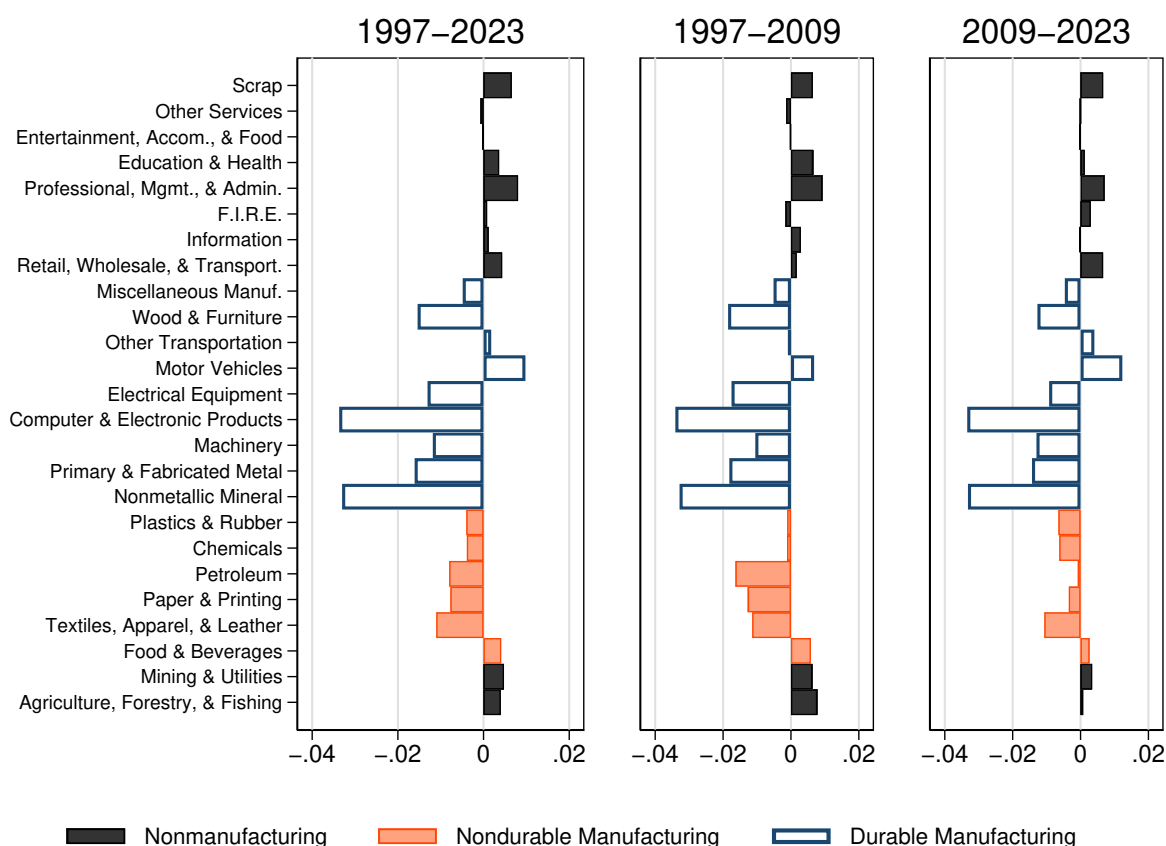 1997−2023 1997−2009 2009−2023
Scrap
Other Services
Entertainment, Accom., & Food
Education & Health
Professional, Mgmt., & Admin.
F.I.R.E.
Information
Retail, Wholesale, & Transport.
Miscellaneous Manuf.
Wood & Furniture
Other Transportation
Motor Vehicles
Electrical Equipment
Computer & Electronic Products
Machinery
Primary & Fabricated Metal
Nonmetallic Mineral
Plastics & Rubber
Chemicals
Petroleum
Paper & Printing
Textiles, Apparel, & Leather
Food & Beverages
Mining & Utilities
Agriculture, Forestry, & Fishing
−.04 −.02 0 .02 −.04 −.02 0 .02 −.04 −.02 0 .02
Nonmanufacturing Nondurable Manufacturing Durable Manufacturing